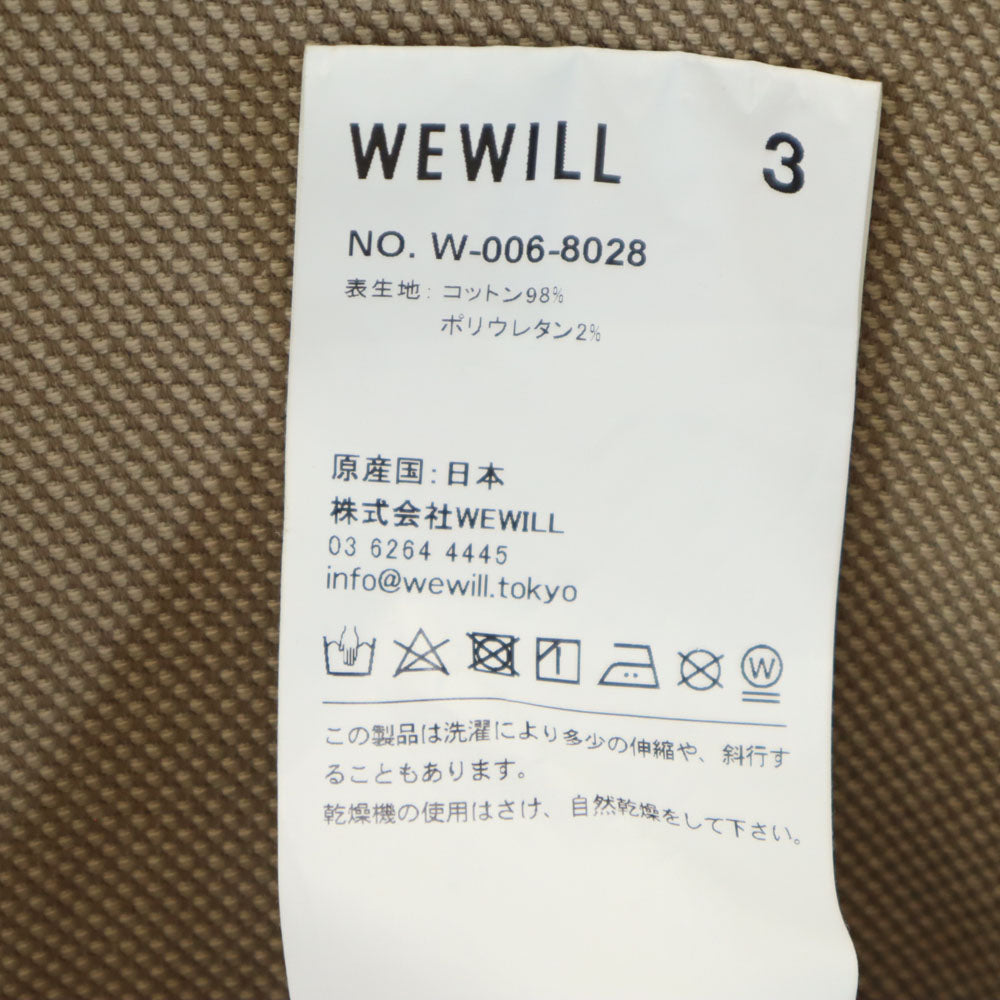 WEWILL 3
NO. W-006-8028
表生地: コットン98%
ポリウレタン2%
原産国:日本
株式会社WEWILL
03 6264 4445
info@wewill.tokyo
W
この製品は洗濯により多少の伸縮や、斜行す
ることもあります。
乾燥機の使用はさけ、自然乾燥をして下さい。